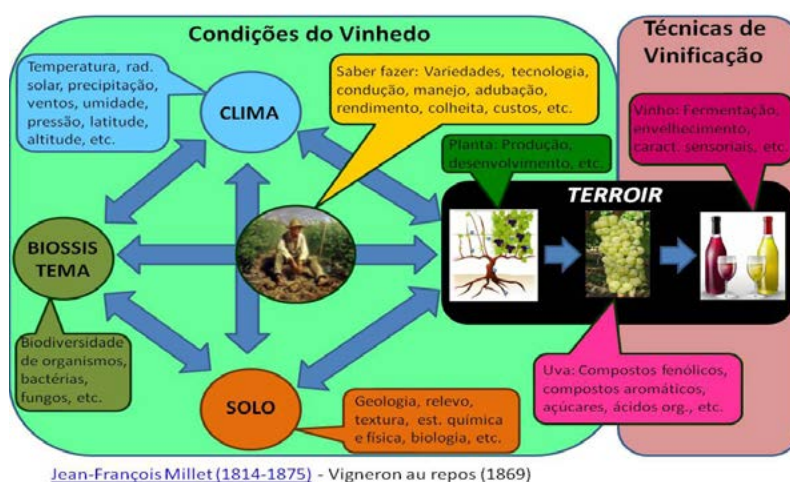 Condições do Vinhedo
Técnicas de
Vinificação
Temperatura, rad.
solar, precipitação,
ventos, umidade,
pressão, latitude,
altitude, etc.
CLIMA
Saber fazer: Variedades, tecnologia,
condução, manejo, adubação,
rendimento, colheita, custos, etc.
Vinho: Fermentação,
envelhecimento,
caract. sensoriais, etc.
Planta: Produção,
desenvolvimento, etc.
TERROIR
BIOSSIS
TEMA
Biodiversidade
de organismos,
bactérias,
fungos, etc.
SOLO
Geologia, relevo,
textura, est. química
e física, biologia, etc.
Uva: Compostos fenólicos,
compostos aromáticos,
açúcares, ácidos org., etc.
Jean-François Millet (1814-1875) - Vigneron au repos (1869)